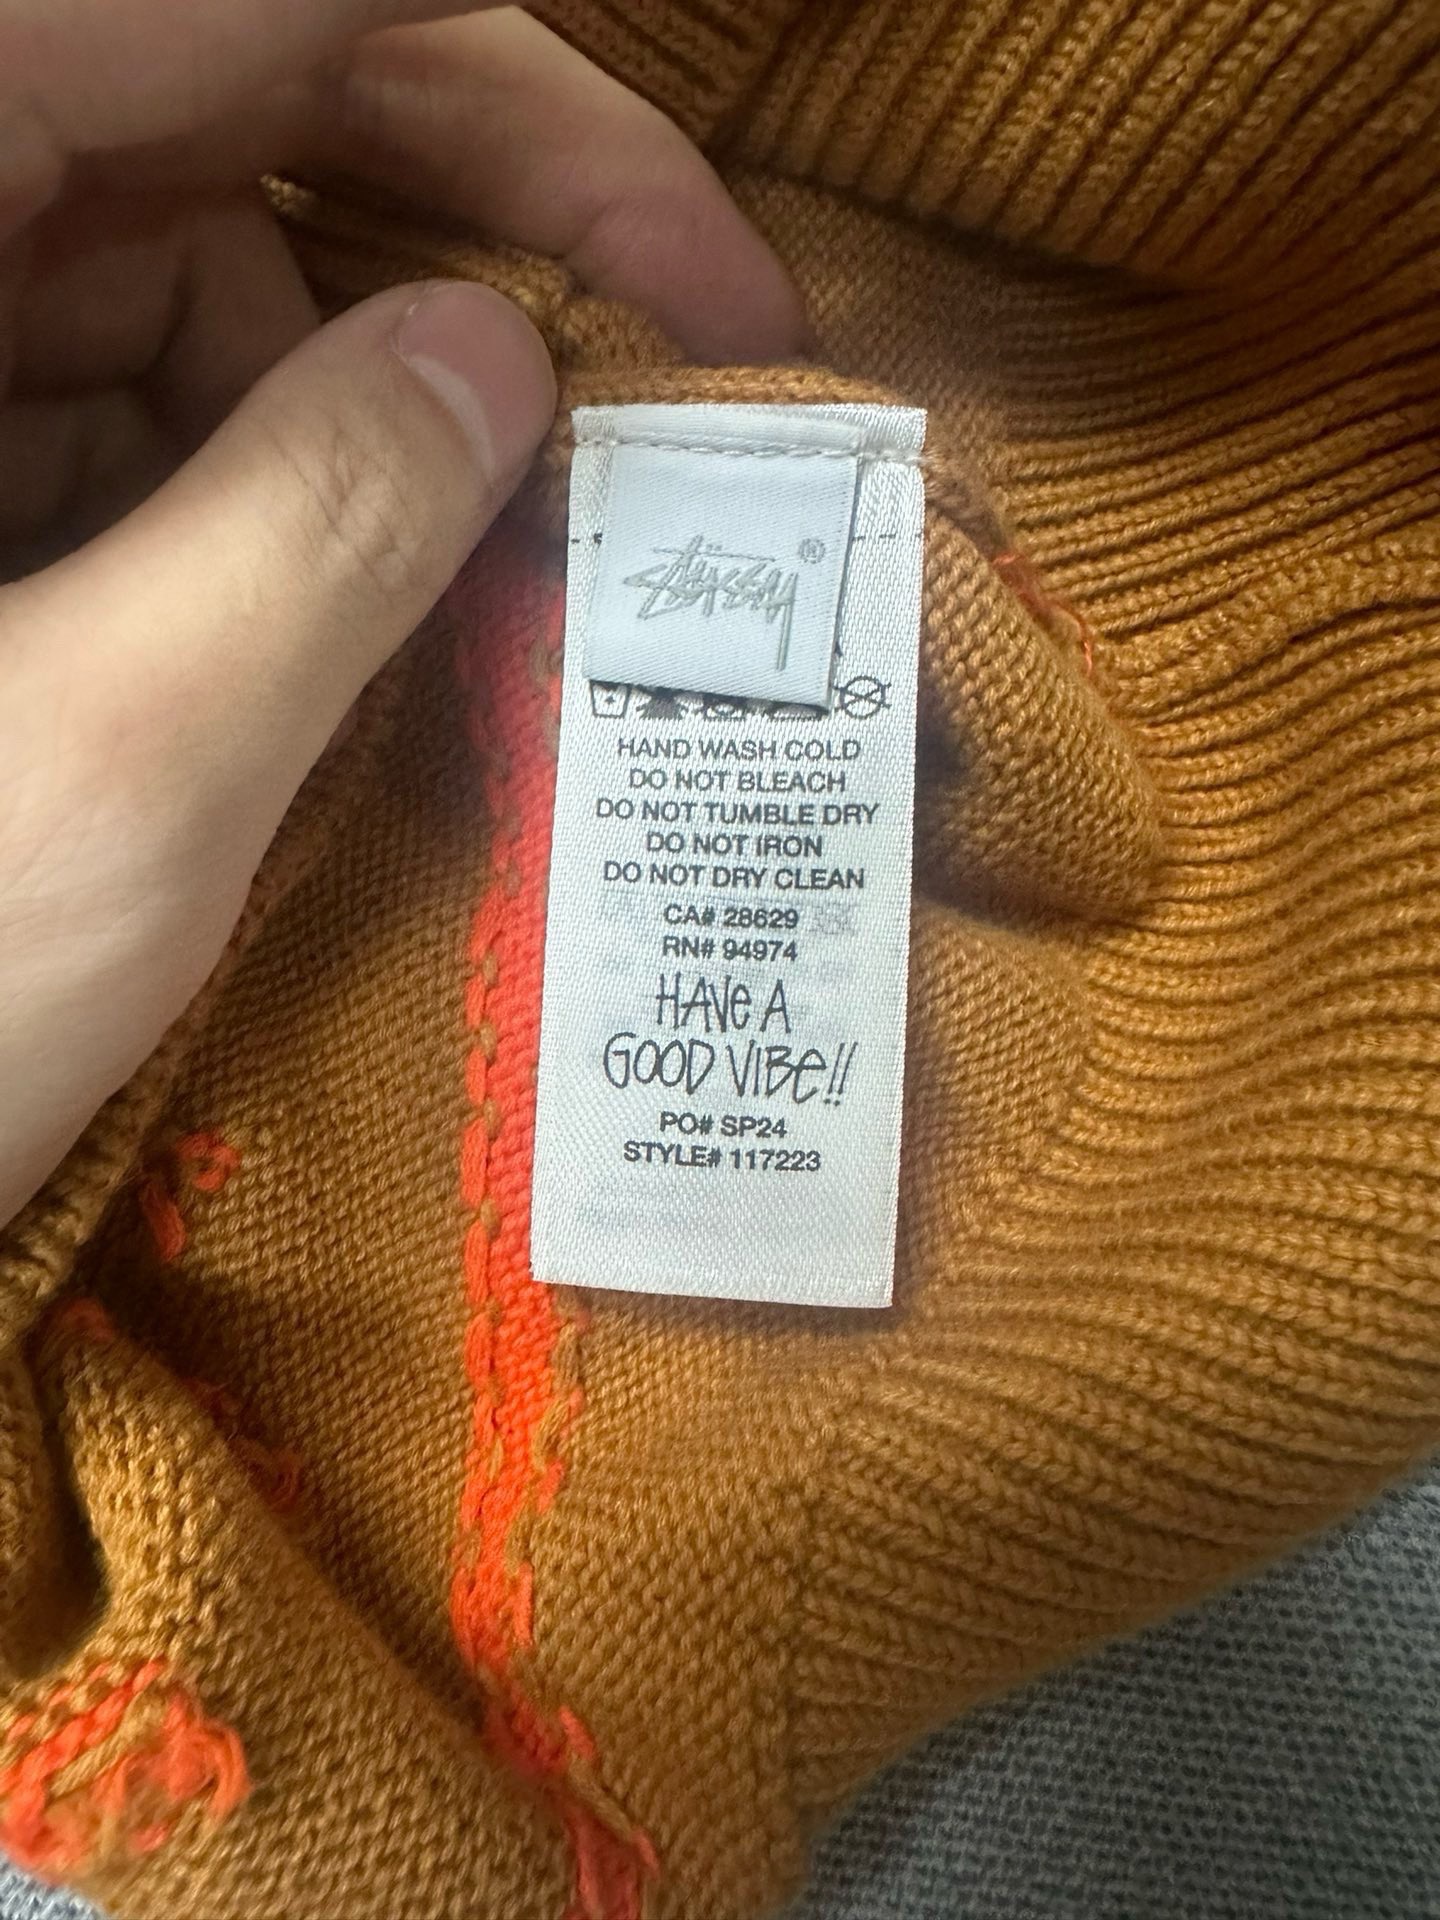 Stüssy ®
HAND WASH COLD
DO NOT BLEACH
DO NOT TUMBLE DRY
DO NOT IRON
DO NOT DRY CLEAN
CA# 28629
RN# 94974
HAVe A
GOOD VIBe!!
PO# SP24
STYLE# 117223